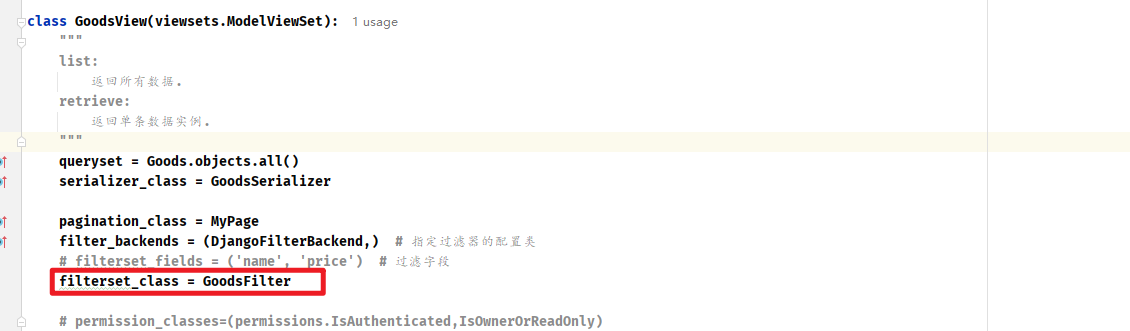 class GoodsView(viewsets.ModelViewSet): 1 usage
"""
list:
返回所有数据.
retrieve:
返回单条数据实例.
"""
queryset = Goods.objects.all()
serializer_class = GoodsSerializer
pagination_class = MyPage
filter_backends = (DjangoFilterBackend,) # 指定过滤器的配置类
# filterset_fields = ('name', 'price') # 过滤字段
filterset_class = GoodsFilter
# permission_classes=(permissions.IsAuthenticated,IsOwnerOrReadOnly)